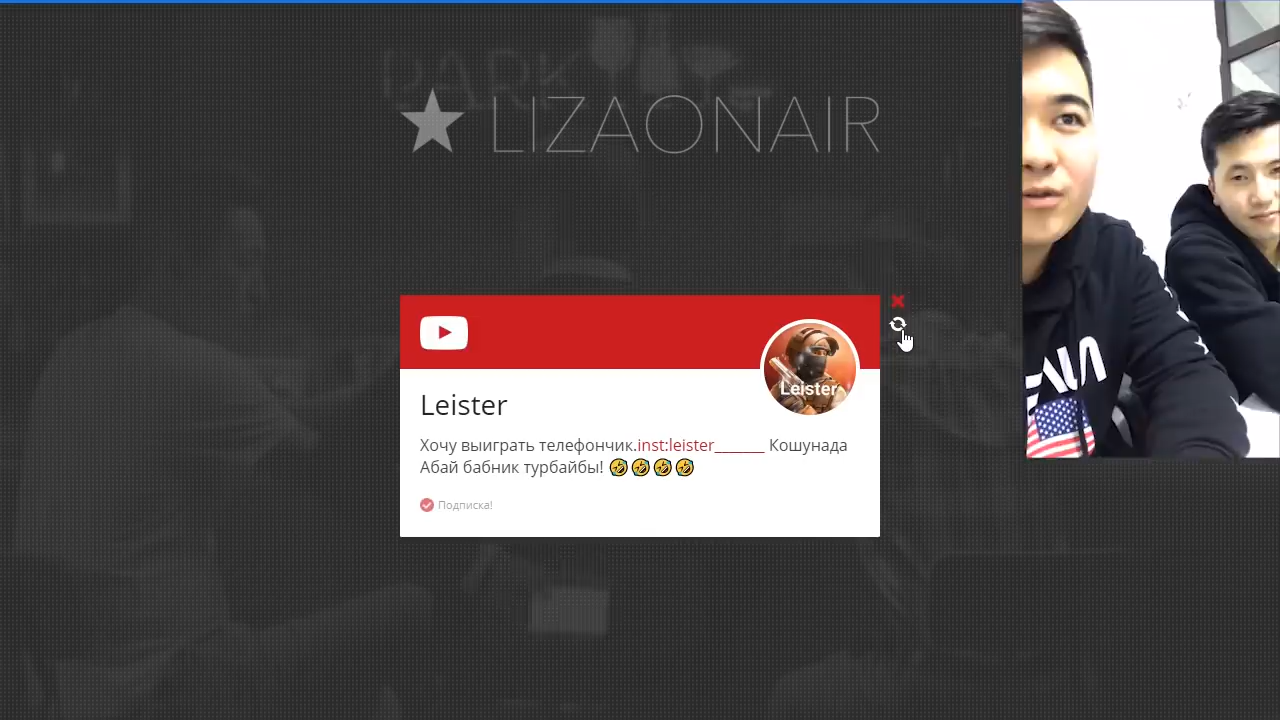 LIZAONAIR
Leister
Leister
Хочу выиграть телефончик.inst:leister_______ Кошунада
Абай бабник турбайбы! 🤣🤣🤣🤣
Подписка!